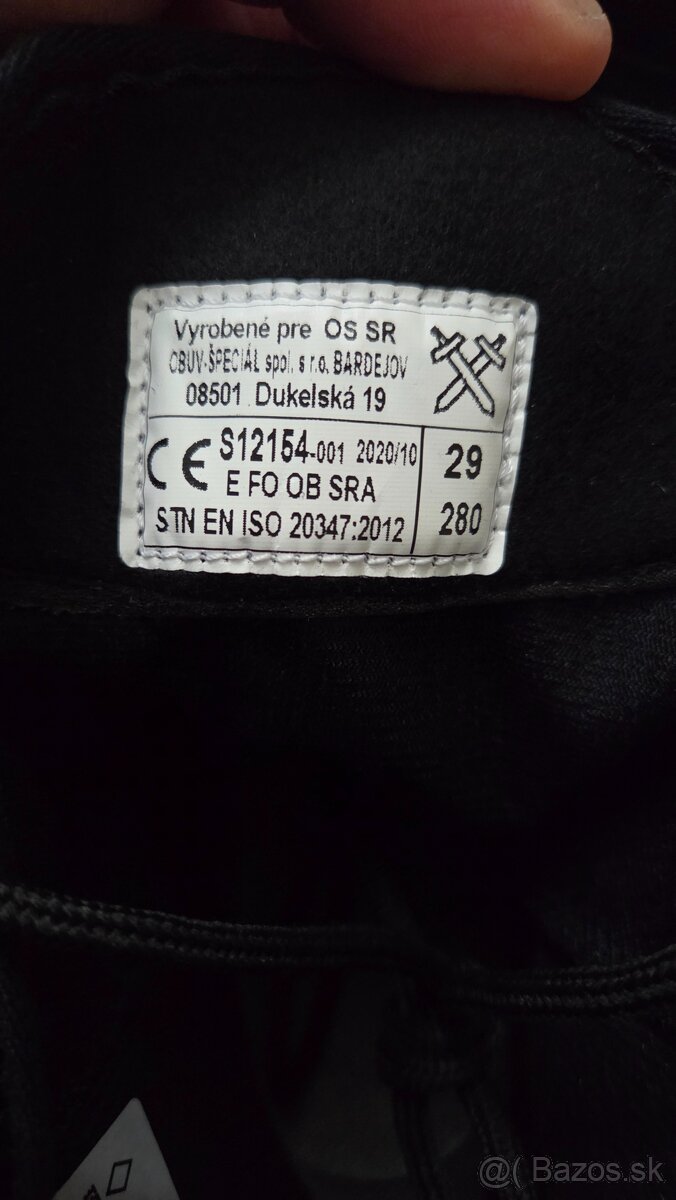 Vyrobené pre OS SR
OBUV-ŠPECIÁL spol. s r.o. BARDEJOV
08501 Dukelská 19
CE S12154-001 2020/10
E FO OB SRA
STN EN ISO 20347:2012
29
280
@( Bazos.sk